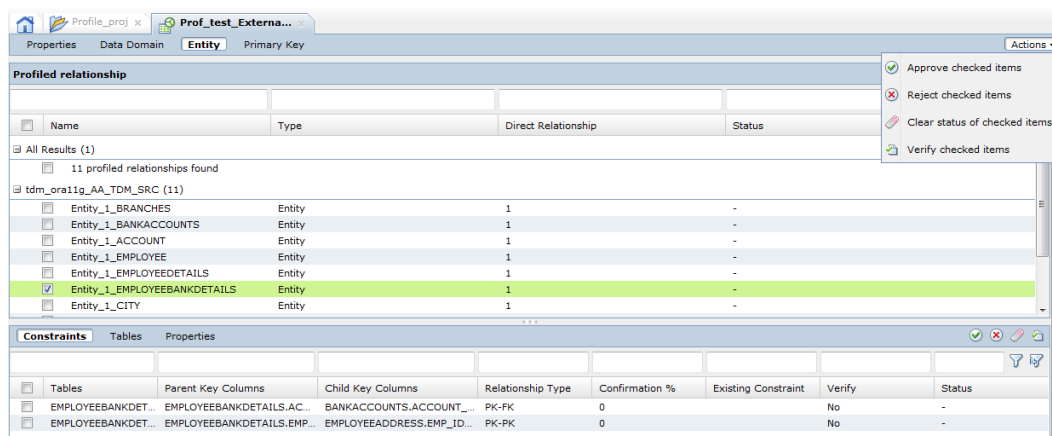 Profile_proj x Prof_test_Externa... x
Properties Data Domain Entity Primary Key Actions
Approve checked items
Profiled relationship
Reject checked items
Clear status of checked items
Name Type Direct Relationship Status
Verify checked items
All Results (1)
11 profiled relationships found
tdm_ora11g_AA_TDM_SRC (11)
Entity_1_BRANCHES Entity 1 -
Entity_1_BANKACCOUNTS Entity 1 -
Entity_1_ACCOUNT Entity 1 -
Entity_1_EMPLOYEE Entity 1 -
Entity_1_EMPLOYEEDETAILS Entity 1 -
Entity_1_EMPLOYEEBANKDETAILS Entity 1 -
Entity_1_CITY Entity 1 -
Constraints Tables Properties
Tables Parent Key Columns Child Key Columns Relationship Type Confirmation % Existing Constraint Verify Status
EMPLOYEEBANKDET... EMPLOYEEBANKDETAILS.AC... BANKACCOUNTS.ACCOUNT_... PK-FK 0 No -
EMPLOYEEBANKDET... EMPLOYEEBANKDETAILS.EMP... EMPLOYEEADDRESS.EMP_ID... PK-PK 0 No -